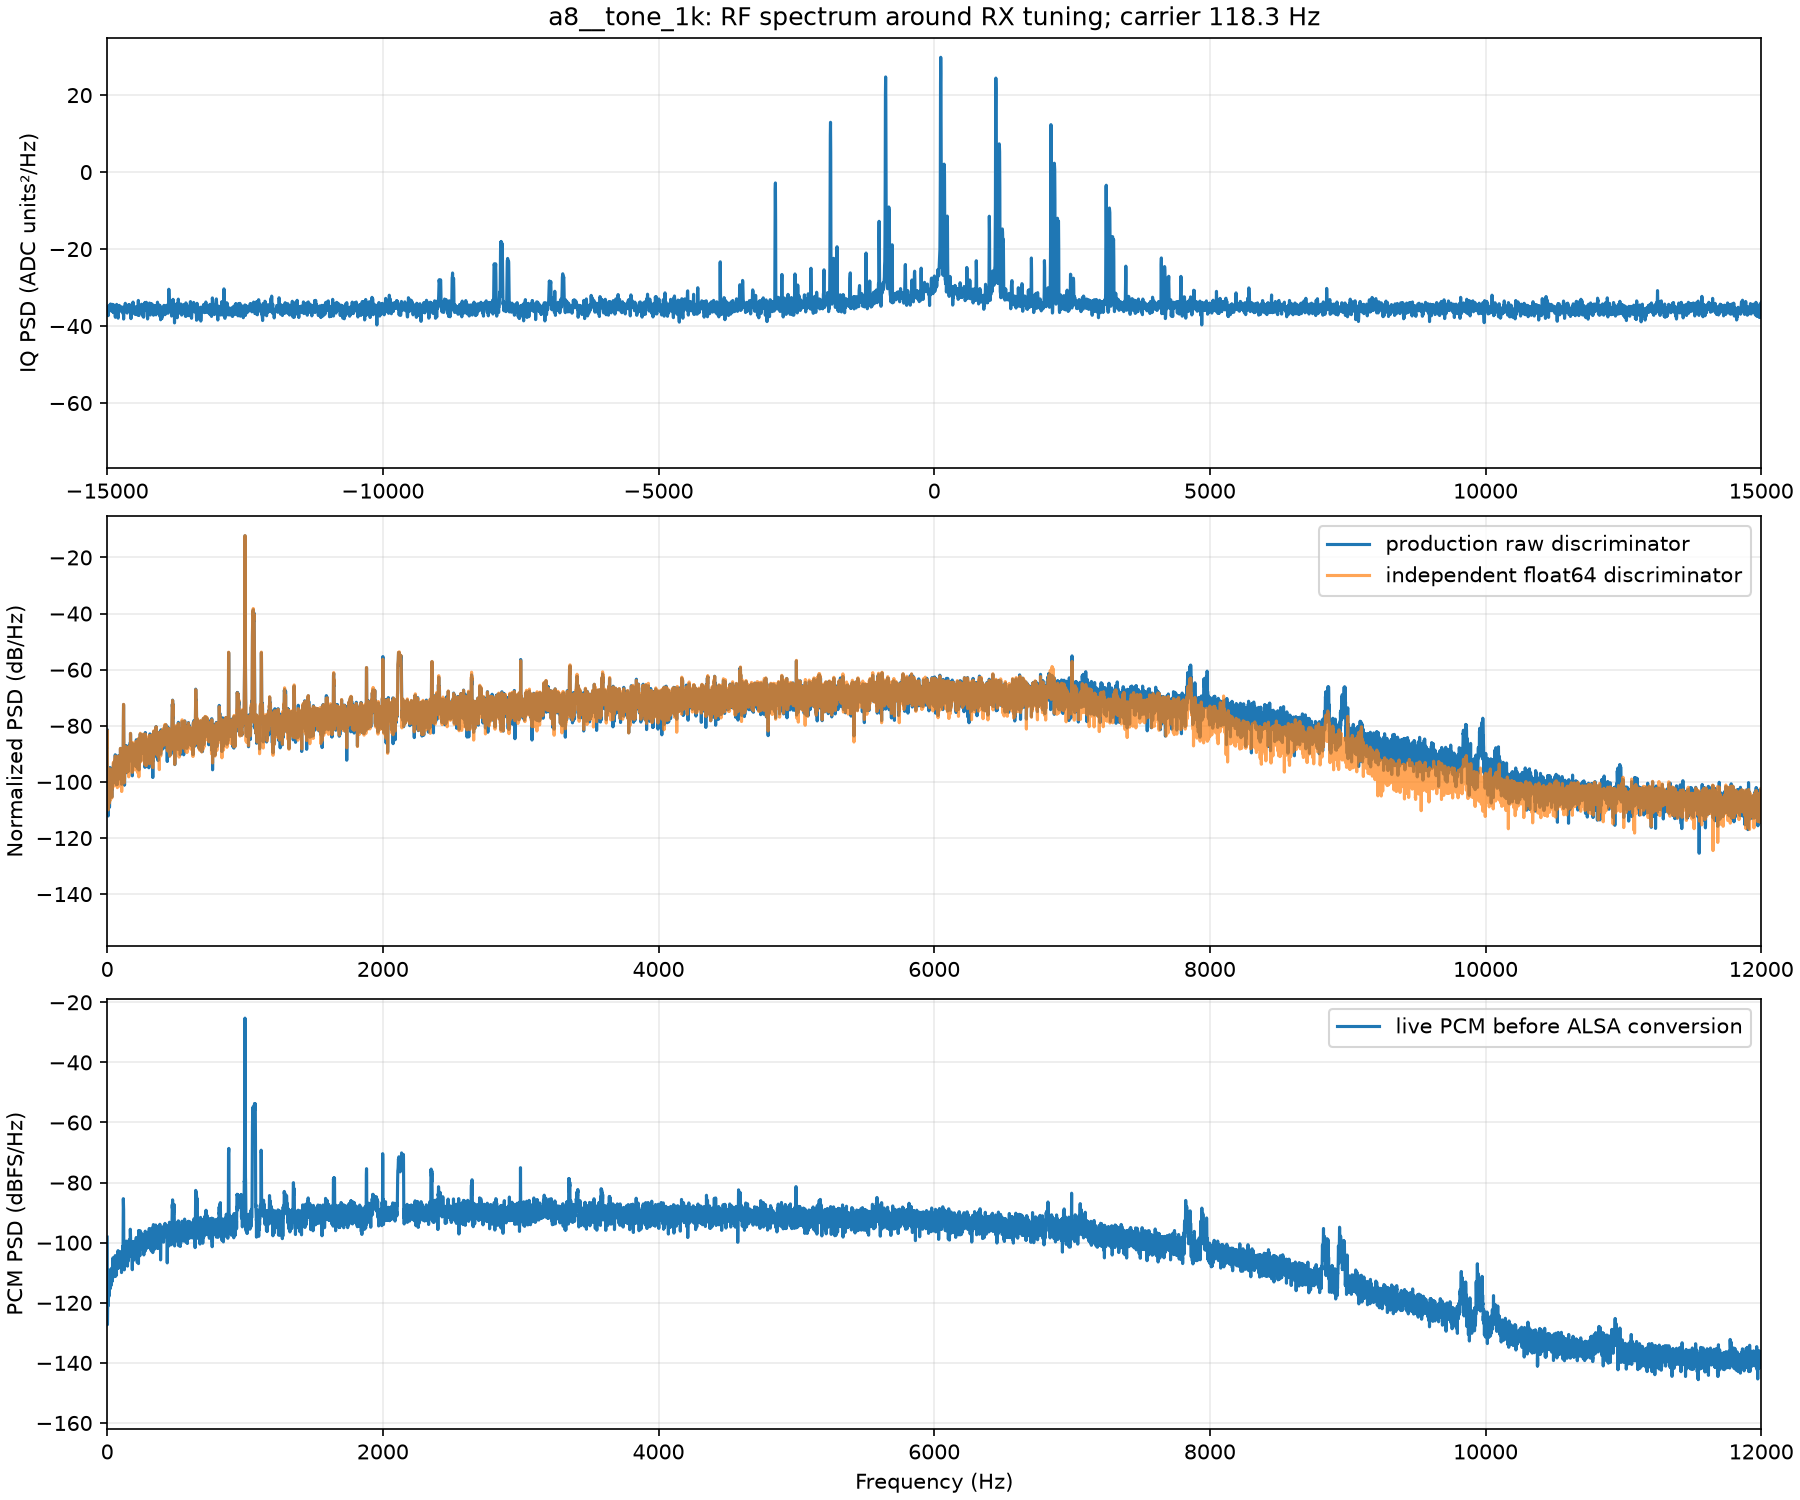 a8__tone_1k: RF spectrum around RX tuning; carrier 118.3 Hz
IQ PSD (ADC units²/Hz)
20
0
−20
−40
−60
−15000 −10000 −5000 0 5000 10000 15000
Normalized PSD (dB/Hz)
production raw discriminator
independent float64 discriminator
−20
−40
−60
−80
−100
−120
−140
0 2000 4000 6000 8000 10000 12000
PCM PSD (dBFS/Hz)
live PCM before ALSA conversion
−20
−40
−60
−80
−100
−120
−140
−160
0 2000 4000 6000 8000 10000 12000
Frequency (Hz)